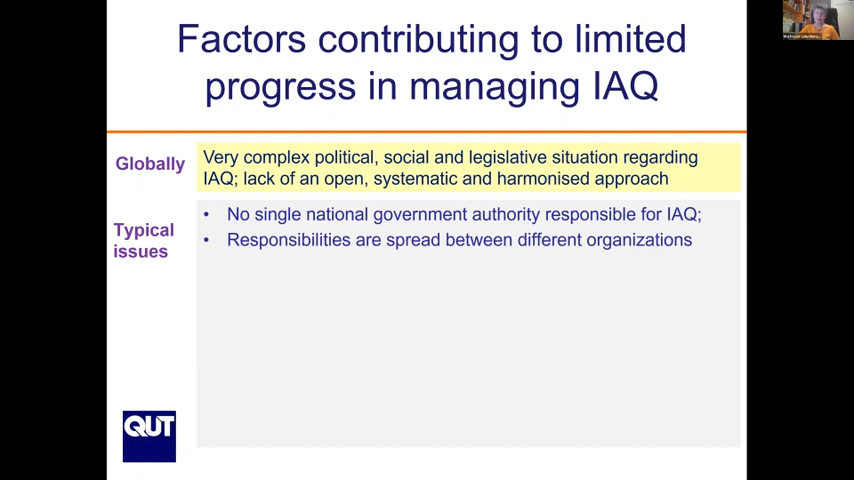 Factors contributing to limited
progress in managing IAQ
Globally
Very complex political, social and legislative situation regarding
IAQ; lack of an open, systematic and harmonised approach
Typical
issues
• No single national government authority responsible for IAQ;
• Responsibilities are spread between different organizations
QUT